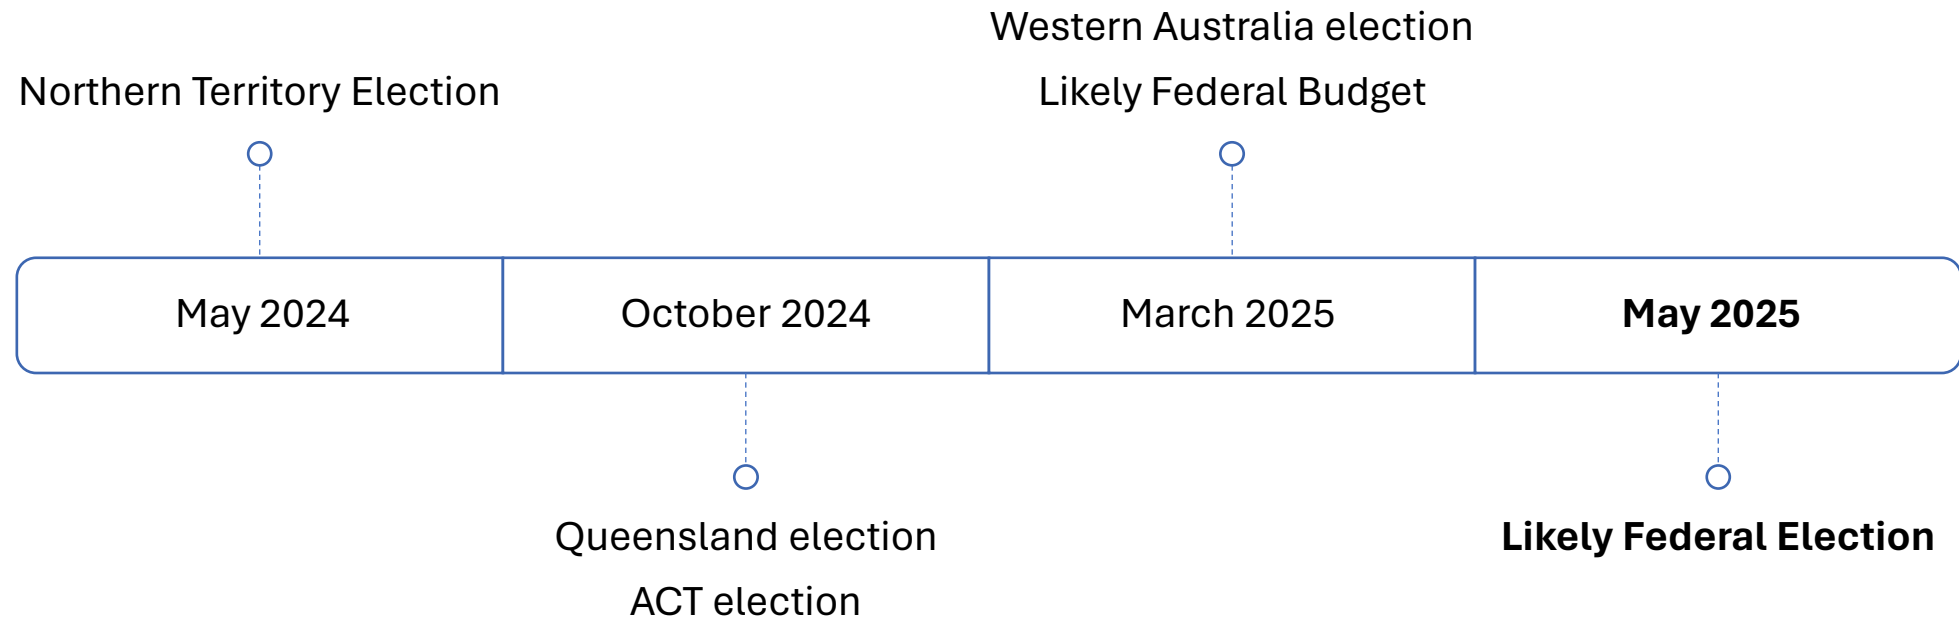 Western Australia election
Northern Territory Election
Likely Federal Budget
May 2024
October 2024
March 2025
May 2025
Queensland election
ACT election
Likely Federal Election